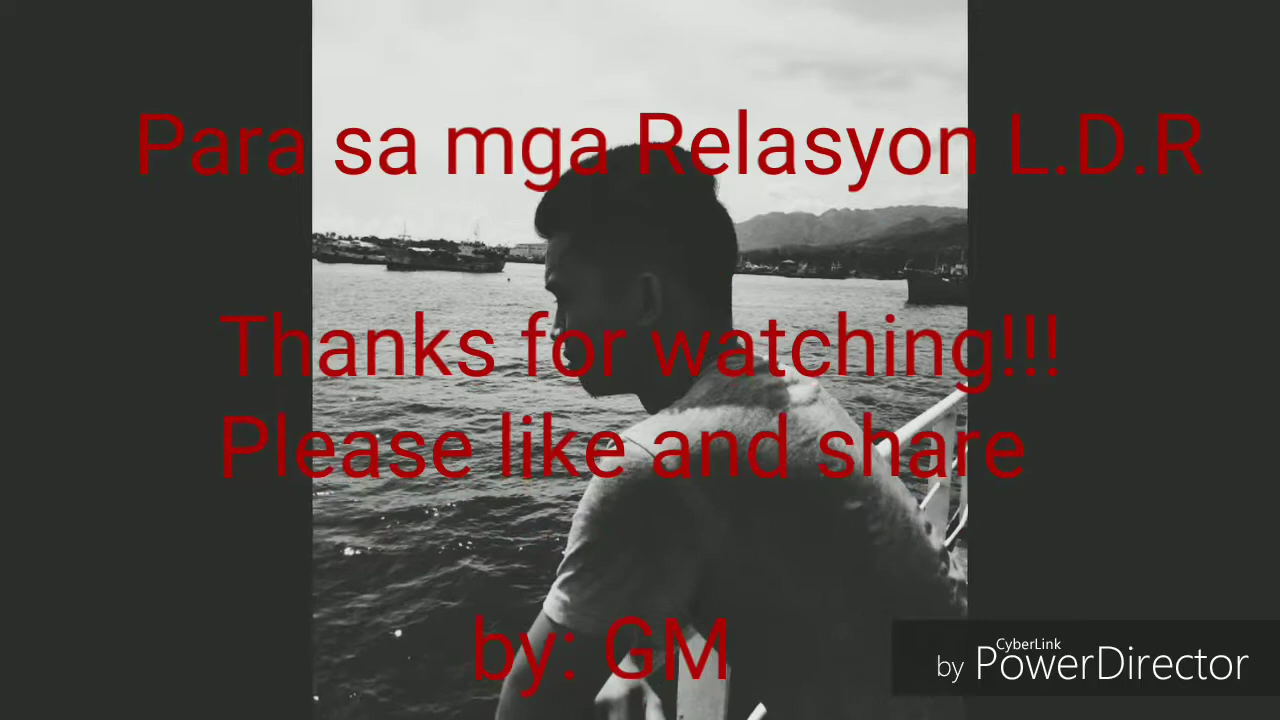 Para sa mga Relasyon L.D.R
Thanks for watching!!!
Please like and share
by: GM
CyberLink
by PowerDirector